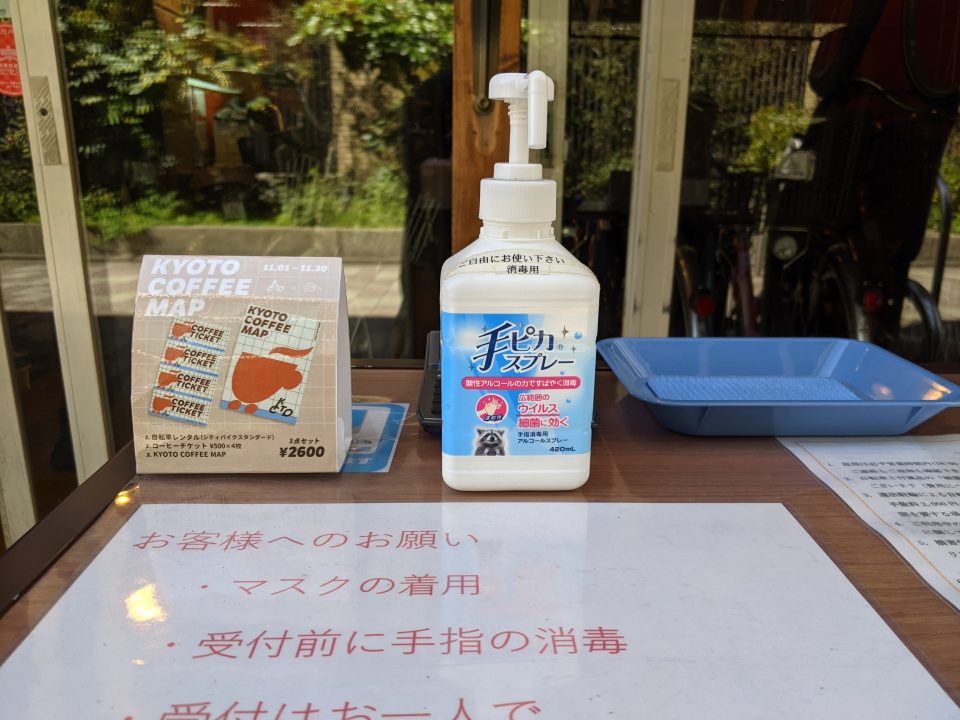 KYOTO
COFFEE
MAP
11.01–11.30
COFFEE
TICKET
COFFEE
TICKET
COFFEE
TICKET
COFFEE
TICKET
KYOTO
COFFEE
MAP
1. 自転車レンタル(シティバイクスタンダード)
2. コーヒーチケット ¥500×4枚
3. KYOTO COFFEE MAP
3点セット
¥2600
ご自由にお使い下さい
消毒用
手ピカ®
スプレー
酸性アルコールの力ですばやく消毒
広範囲の
ウイルス
細菌に効く
手指消毒用
アルコールスプレー
420mL
お客様へのお願い
・マスクの着用
・受付前に手指の消毒
・受付はお一人で